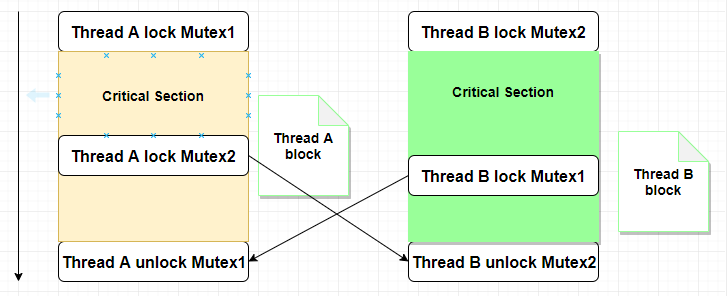 Thread A lock Mutex1
Thread B lock Mutex2
Critical Section
Critical Section
Thread A
block
Thread A lock Mutex2
Thread B lock Mutex1
Thread B
block
Thread A unlock Mutex1
Thread B unlock Mutex2